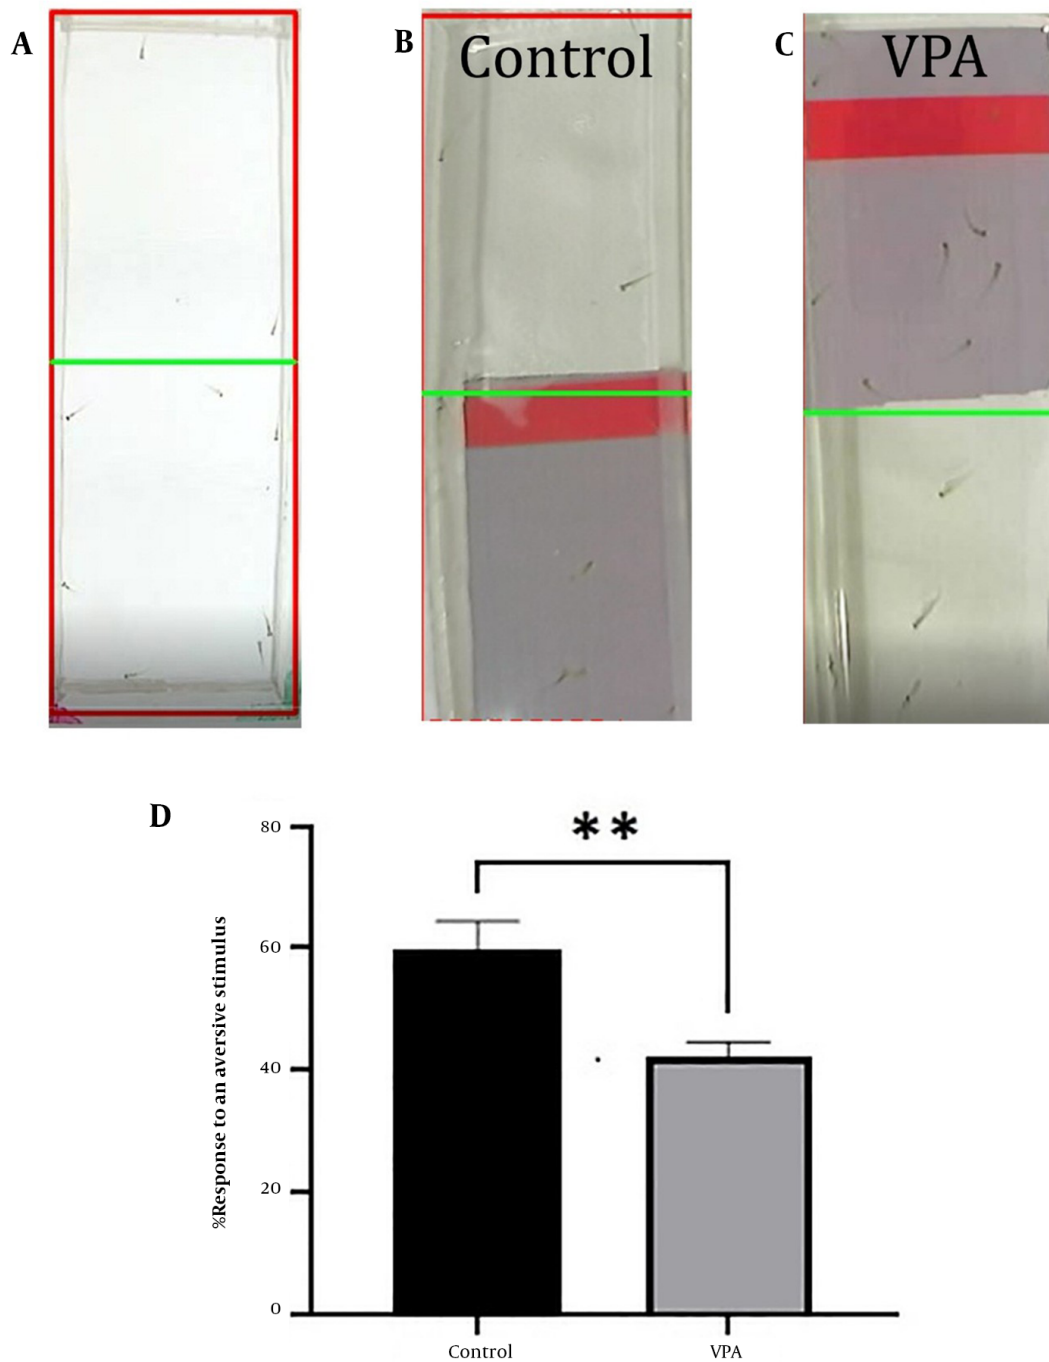 A
B
Control
C
VPA
D
**
80
60
40
20
0
%Response to an aversive stimulus
Control
VPA